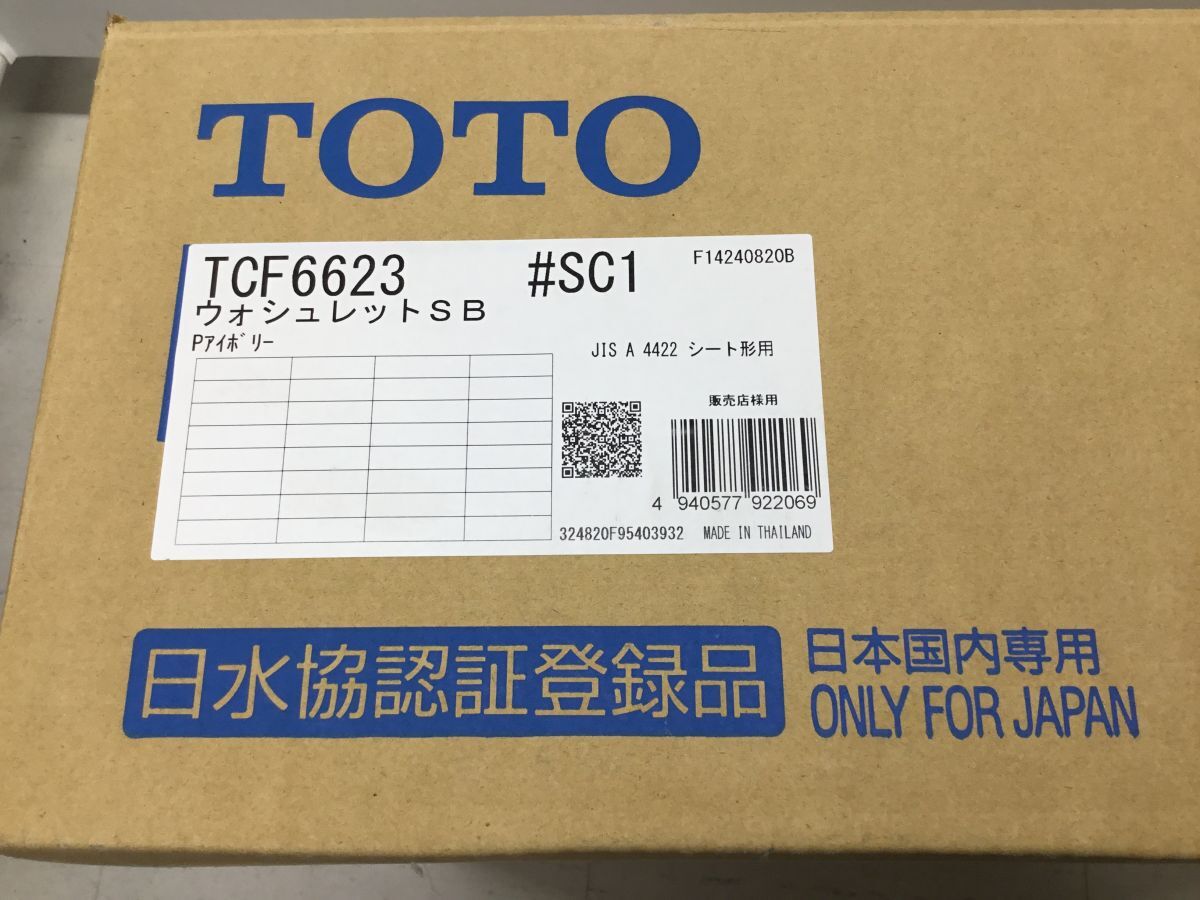 TOTO
TCF6623 #SC1 F14240820B
ウォシュレットSB
Pアイボリー
JIS A 4422 シート形用
販売店様用
4 940577 922069
324820F95403932 MADE IN THAILAND
日水協認証登録品
日本国内専用
ONLY FOR JAPAN